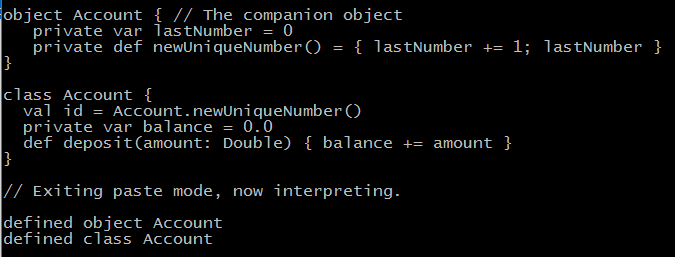 object Account { // The companion object
   private var lastNumber = 0
   private def newUniqueNumber() = { lastNumber += 1; lastNumber }
}
class Account {
  val id = Account.newUniqueNumber()
  private var balance = 0.0
  def deposit(amount: Double) { balance += amount }
}
// Exiting paste mode, now interpreting.
defined object Account
defined class Account